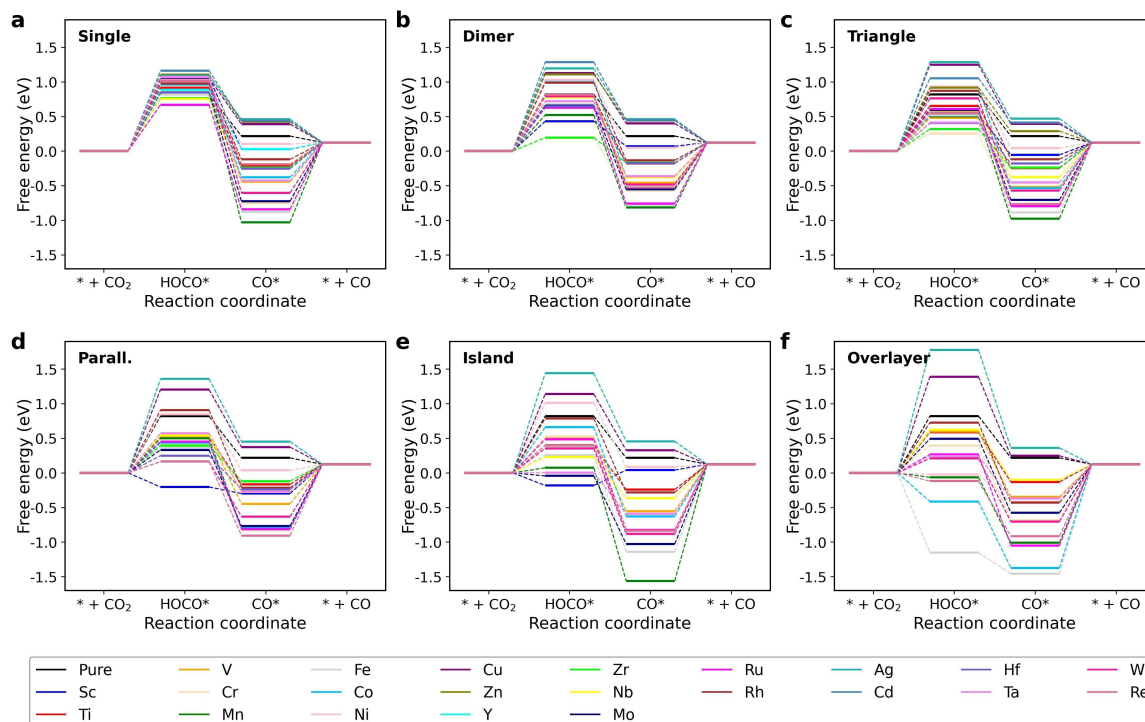 a
Single
Free energy (eV)
1.5
1.0
0.5
0.0
-0.5
-1.0
-1.5
* + CO₂ HOCO* CO* * + CO
Reaction coordinate
b
Dimer
Free energy (eV)
1.5
1.0
0.5
0.0
-0.5
-1.0
-1.5
* + CO₂ HOCO* CO* * + CO
Reaction coordinate
c
Triangle
Free energy (eV)
1.5
1.0
0.5
0.0
-0.5
-1.0
-1.5
* + CO₂ HOCO* CO* * + CO
Reaction coordinate
d
Parall.
Free energy (eV)
1.5
1.0
0.5
0.0
-0.5
-1.0
-1.5
* + CO₂ HOCO* CO* * + CO
Reaction coordinate
e
Island
Free energy (eV)
1.5
1.0
0.5
0.0
-0.5
-1.0
-1.5
* + CO₂ HOCO* CO* * + CO
Reaction coordinate
f
Overlayer
Free energy (eV)
1.5
1.0
0.5
0.0
-0.5
-1.0
-1.5
* + CO₂ HOCO* CO* * + CO
Reaction coordinate
Pure V Fe Cu Zr Ru Ag Hf W
Sc Cr Co Zn Nb Rh Cd Ta Re
Ti Mn Ni Y Mo